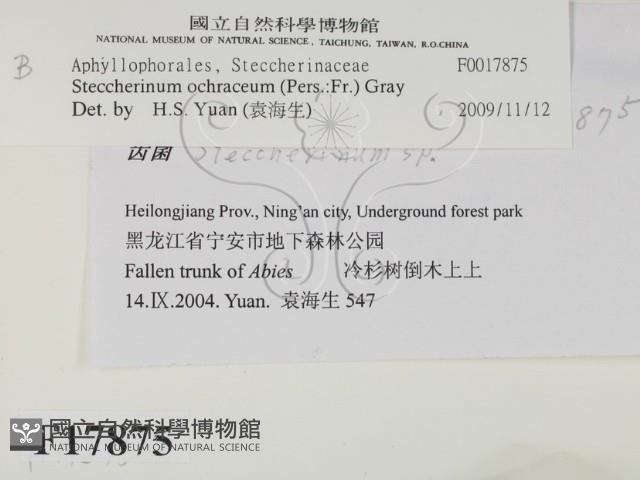 國立自然科學博物館
NATIONAL MUSEUM OF NATURAL SCIENCE, TAICHUNG, TAIWAN, R.O.CHINA
B
Aphyllophorales, Steccherinaceae F0017875
Steccherinum ochraceum (Pers.:Fr.) Gray
Det. by H.S. Yuan (袁海生) 2009/11/12
875
菌 Steccherinum sp.
Heilongjiang Prov., Ning'an city, Underground forest park
黑龙江省宁安市地下森林公园
Fallen trunk of Abies 冷杉树倒木上上
14.Ⅸ.2004. Yuan. 袁海生 547
F17875
國立自然科學博物館
NATIONAL MUSEUM OF NATURAL SCIENCE